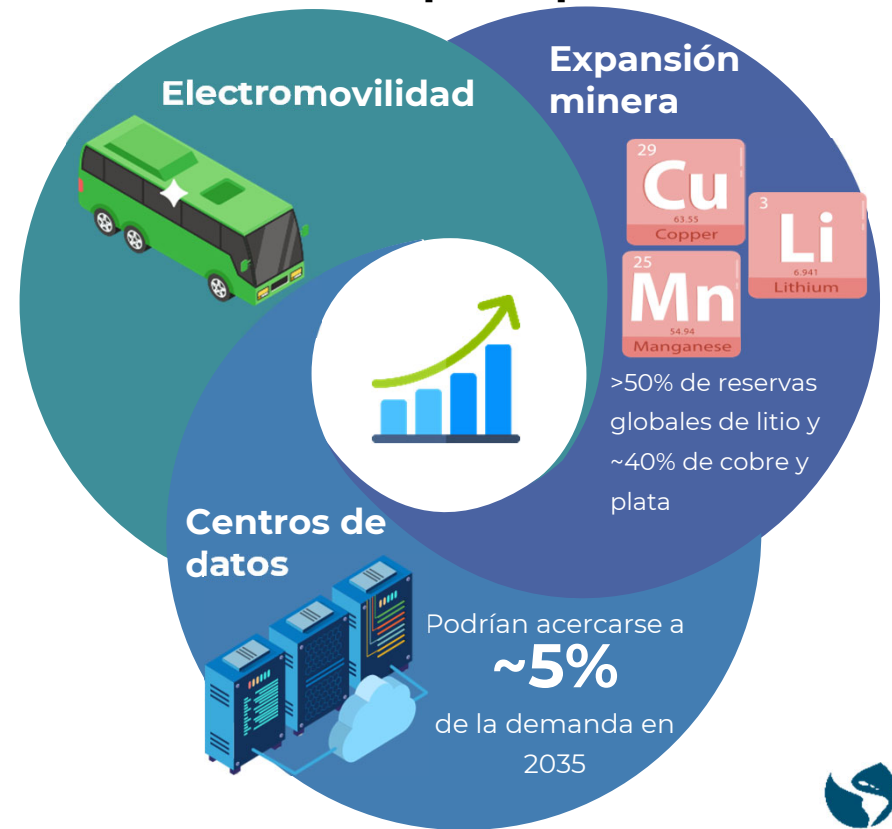 Electromovilidad
Expansión
minera
29
Cu
63.55
Copper
3
Li
6.941
Lithium
25
Mn
54.94
Manganese
>50% de reservas
globales de litio y
~40% de cobre y
plata
Centros de
datos
Podrían acercarse a
~5%
de la demanda en
2035